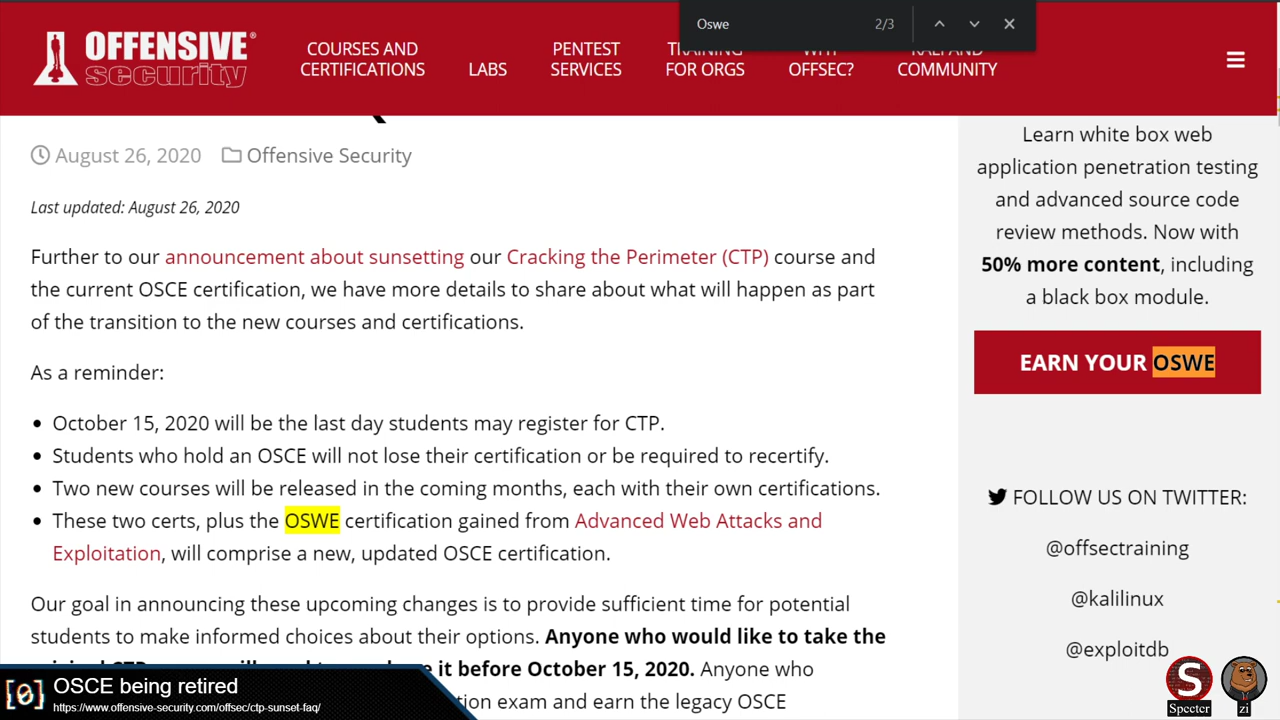 Oswe
2/3
OFFENSIVE®
security
COURSES AND
CERTIFICATIONS
LABS
PENTEST
SERVICES
TRAINING
FOR ORGS
WHY
OFFSEC?
KALI AND
COMMUNITY
August 26, 2020
Offensive Security
Last updated: August 26, 2020
Further to our announcement about sunsetting our Cracking the Perimeter (CTP) course and
the current OSCE certification, we have more details to share about what will happen as part
of the transition to the new courses and certifications.
As a reminder:
• October 15, 2020 will be the last day students may register for CTP.
• Students who hold an OSCE will not lose their certification or be required to recertify.
• Two new courses will be released in the coming months, each with their own certifications.
• These two certs, plus the OSWE certification gained from Advanced Web Attacks and
Exploitation, will comprise a new, updated OSCE certification.
Our goal in announcing these upcoming changes is to provide sufficient time for potential
students to make informed choices about their options. Anyone who would like to take the
it before October 15, 2020. Anyone who
exam and earn the legacy OSCE
Learn white box web
application penetration testing
and advanced source code
review methods. Now with
50% more content, including
a black box module.
EARN YOUR OSWE
FOLLOW US ON TWITTER:
@offsectraining
@kalilinux
@exploitdb
[0]
OSCE being retired
https://www.offensive-security.com/offsec/ctp-sunset-faq/
S
Specter
zi